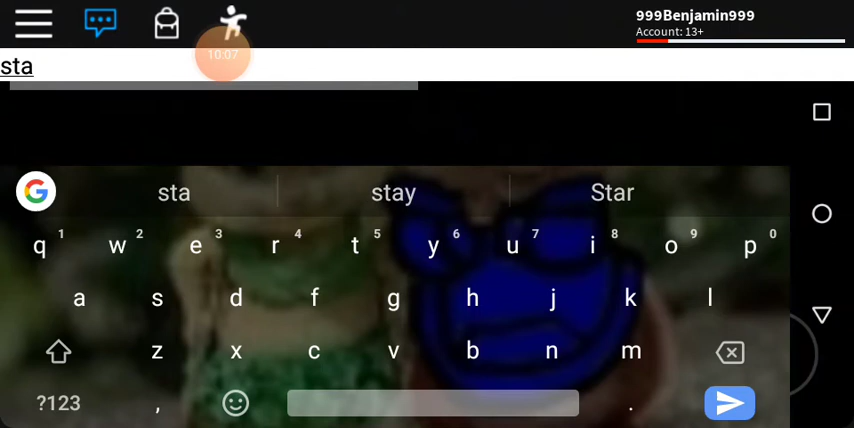 999Benjamin999
Account: 13+
10:07
sta
G
sta stay Star
q 1 w 2 e 3 r 4 t 5 y 6 u 7 i 8 o 9 p 0
a s d f g h j k l
z x c v b n m
?123 , .